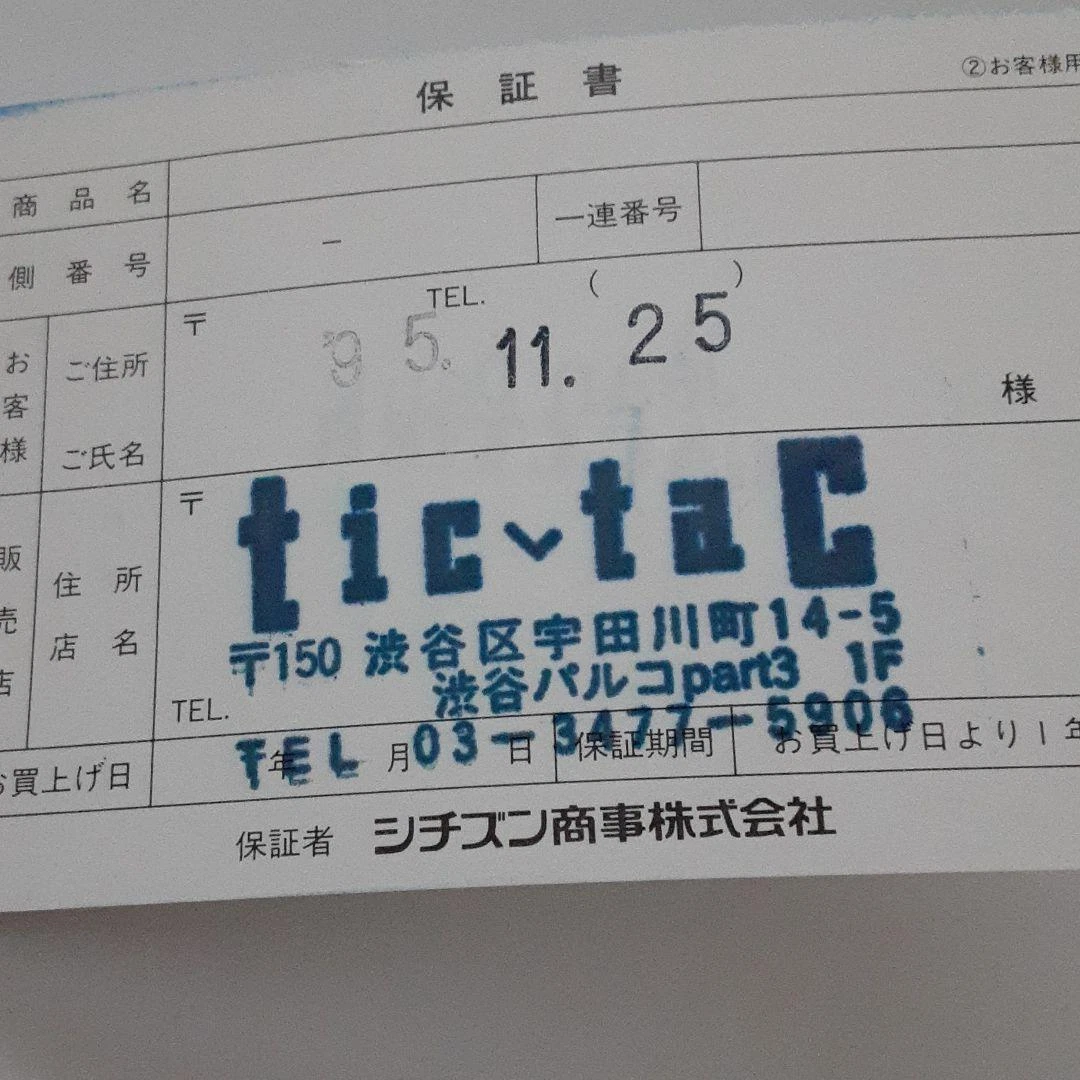 保証書
②お客様用
商品名
側番号 - 一連番号
お客様
ご住所
ご氏名
〒 TEL. ( )
'95. 11. 25
様
販売店
住所
店名
〒
tic-taC
〒150 渋谷区宇田川町14-5
渋谷パルコpart3 1F
TEL 03-3477-5906
TEL.
お買上げ日 年 月 日 保証期間 お買上げ日より1年
保証者 シチズン商事株式会社